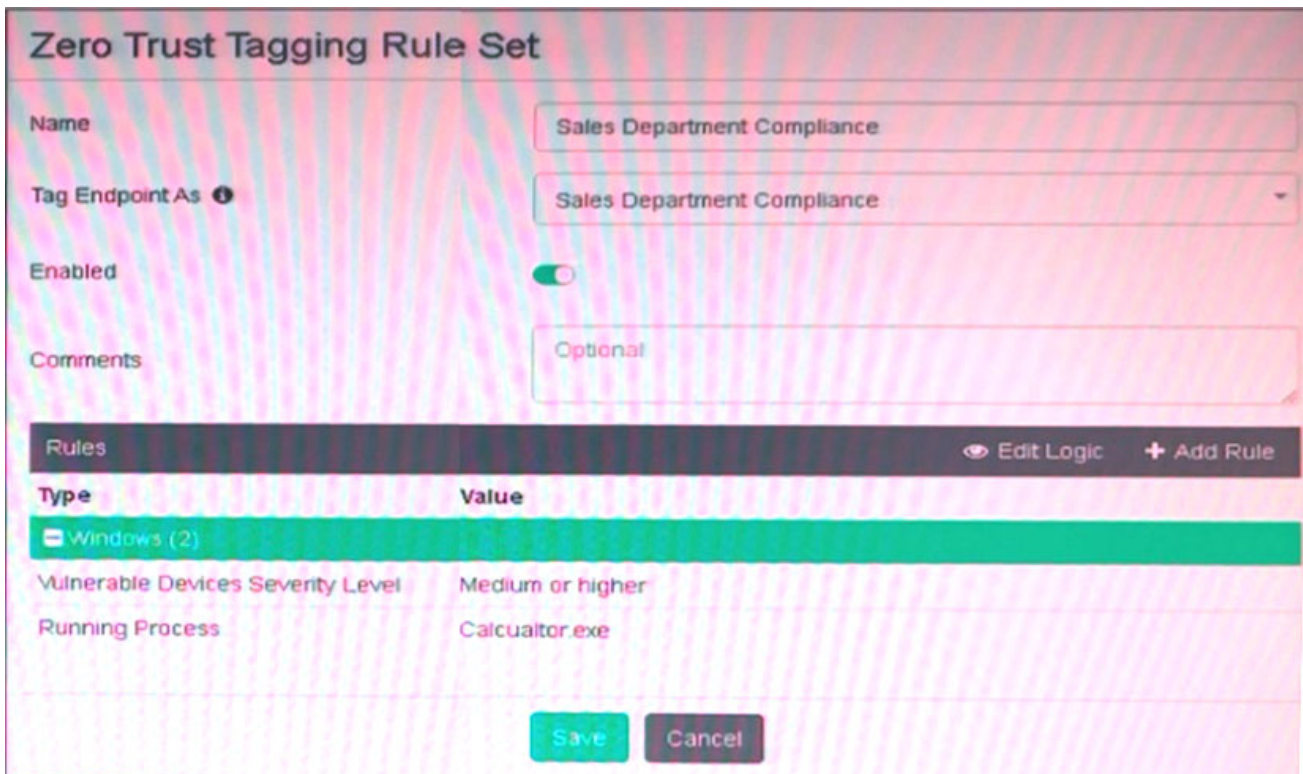 Zero Trust Tagging Rule Set
Name
Sales Department Compliance
Tag Endpoint As
Sales Department Compliance
Enabled
Comments
Optional
Rules
Edit Logic
Add Rule
Type Value
Windows (2)
Vulnerable Devices Severity Level Medium or higher
Running Process Calcualtor.exe
Save
Cancel